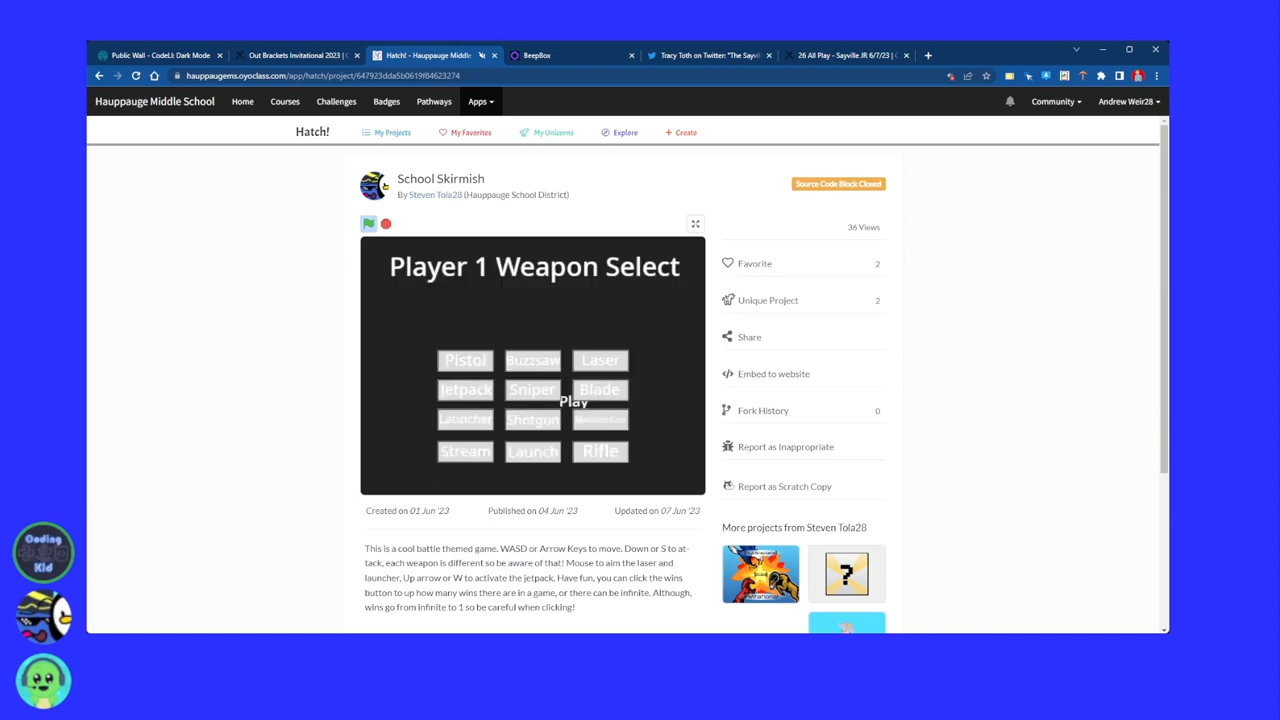 Public Wall - CodeLI: Dark Mode
Out Brackets Invitational 2023 |
Hatch! - Hauppauge Middle
BeepBox
Tracy Toth on Twitter: "The Sayvi
26 All Play - Sayville JR 6/7/23 |
hauppaugems.oyoclass.com/app/hatch/project/647923dda5b0619f84623274
Hauppauge Middle School
Home
Courses
Challenges
Badges
Pathways
Apps
Community
Andrew Weir28
Hatch!
My Projects
My Favorites
My Unicorns
Explore
+ Create
School Skirmish
By Steven Tola28 (Hauppauge School District)
Source Code Block Closed
36 Views
Player 1 Weapon Select
Pistol
Buzzsaw
Laser
Jetpack
Sniper
Blade
Play
Launcher
Shotgun
Stream
Launch
Rifle
Favorite
2
Unique Project
2
Share
Embed to website
Fork History
0
Report as Inappropriate
Report as Scratch Copy
Created on 01 Jun '23
Published on 04 Jun '23
Updated on 07 Jun '23
This is a cool battle themed game. WASD or Arrow Keys to move. Down or S to at-
tack, each weapon is different so be aware of that! Mouse to aim the laser and
launcher, Up arrow or W to activate the jetpack. Have fun, you can click the wins
button to up how many wins there are in a game, or there can be infinite. Although,
wins go from infinite to 1 so be careful when clicking!
More projects from Steven Tola28
?
Coding
Kid